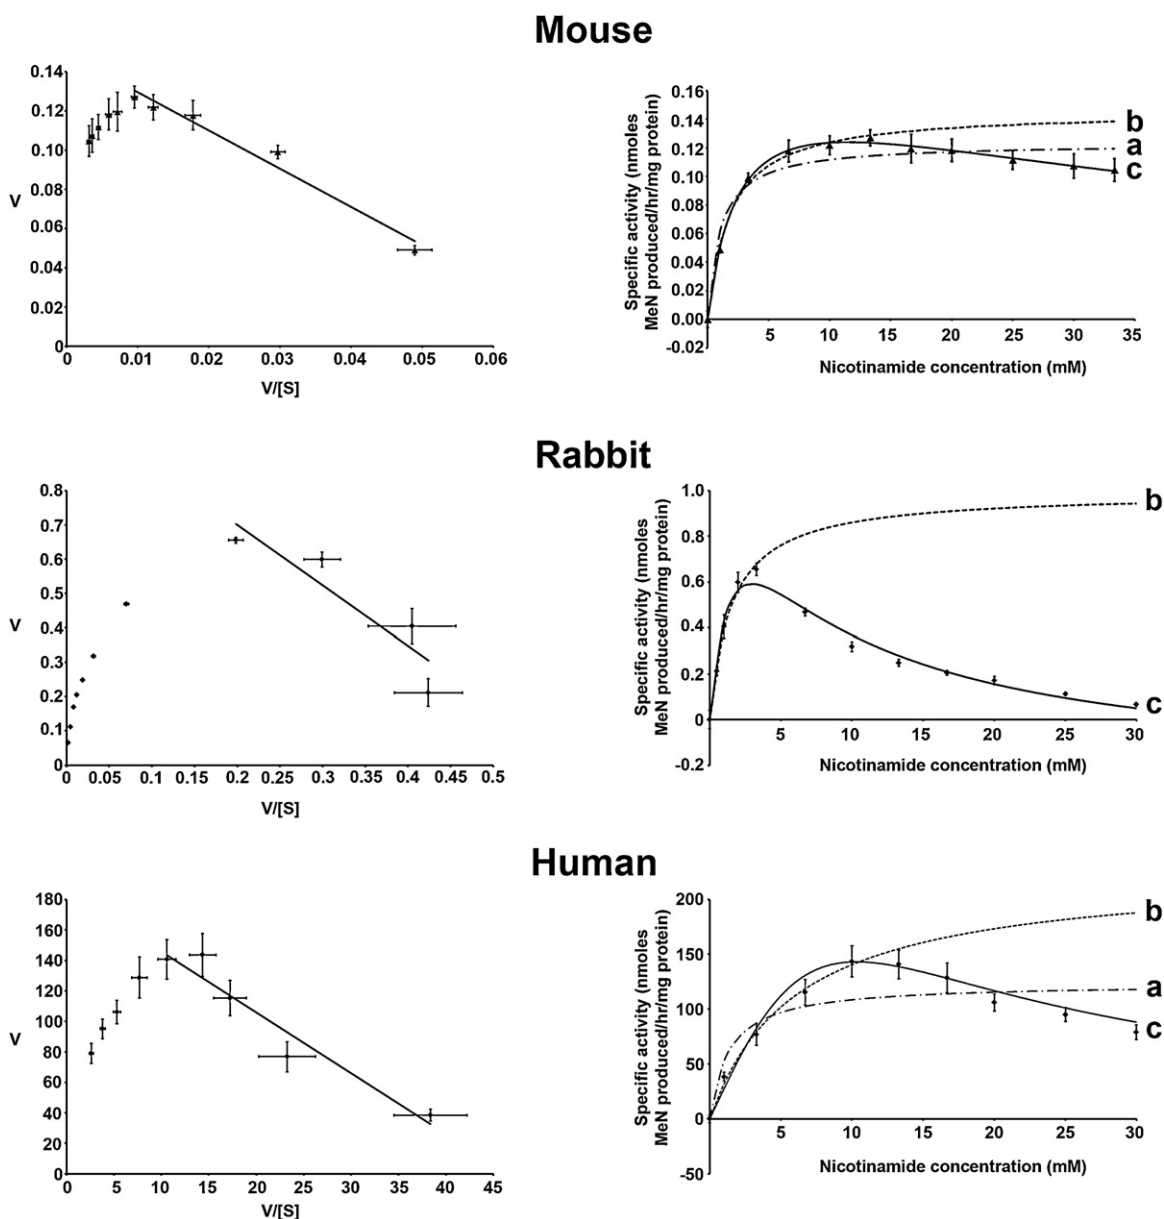 Mouse
0.14
0.12
0.10
0.08
0.06
0.04
0.02
0
V
0 0.01 0.02 0.03 0.04 0.05 0.06
V/[S]
Specific activity (nmoles
MeN produced/hr/mg protein)
0.16
0.14
0.12
0.10
0.08
0.06
0.04
0.02
0.00
-0.02
5 10 15 20 25 30 35
Nicotinamide concentration (mM)
b
a
c
Rabbit
0.8
0.7
0.6
0.5
0.4
0.3
0.2
0.1
0
V
0 0.05 0.1 0.15 0.2 0.25 0.3 0.35 0.4 0.45 0.5
V/[S]
Specific activity (nmoles
MeN produced/hr/mg protein)
1.0
0.8
0.6
0.4
0.2
0
-0.2
5 10 15 20 25 30
Nicotinamide concentration (mM)
b
c
Human
180
160
140
120
100
80
60
40
20
0
V
0 5 10 15 20 25 30 35 40 45
V/[S]
Specific activity (nmoles
MeN produced/hr/mg protein)
200
150
100
50
0
-50
5 10 15 20 25 30
Nicotinamide concentration (mM)
b
a
c